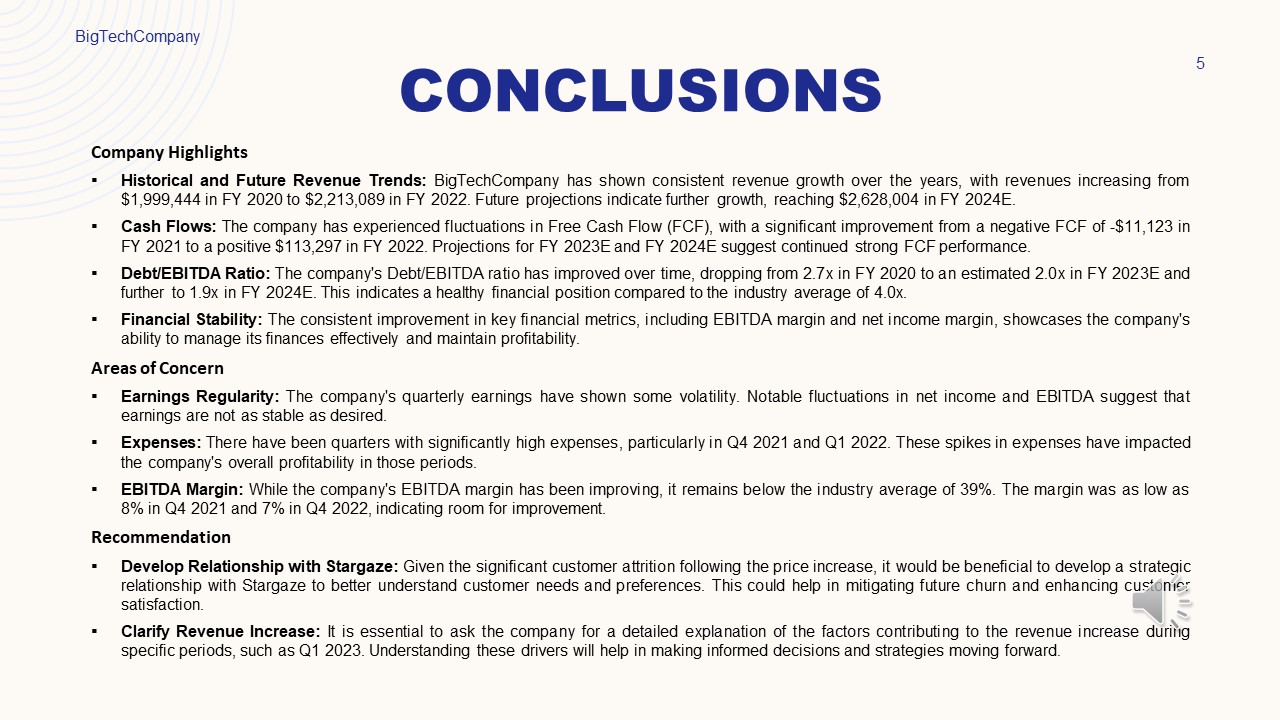 BigTechCompany
5
CONCLUSIONS
Company Highlights
▪ Historical and Future Revenue Trends: BigTechCompany has shown consistent revenue growth over the years, with revenues increasing from
$1,999,444 in FY 2020 to $2,213,089 in FY 2022. Future projections indicate further growth, reaching $2,628,004 in FY 2024E.
▪ Cash Flows: The company has experienced fluctuations in Free Cash Flow (FCF), with a significant improvement from a negative FCF of -$11,123 in
FY 2021 to a positive $113,297 in FY 2022. Projections for FY 2023E and FY 2024E suggest continued strong FCF performance.
▪ Debt/EBITDA Ratio: The company's Debt/EBITDA ratio has improved over time, dropping from 2.7x in FY 2020 to an estimated 2.0x in FY 2023E and
further to 1.9x in FY 2024E. This indicates a healthy financial position compared to the industry average of 4.0x.
▪ Financial Stability: The consistent improvement in key financial metrics, including EBITDA margin and net income margin, showcases the company's
ability to manage its finances effectively and maintain profitability.
Areas of Concern
▪ Earnings Regularity: The company's quarterly earnings have shown some volatility. Notable fluctuations in net income and EBITDA suggest that
earnings are not as stable as desired.
▪ Expenses: There have been quarters with significantly high expenses, particularly in Q4 2021 and Q1 2022. These spikes in expenses have impacted
the company's overall profitability in those periods.
▪ EBITDA Margin: While the company's EBITDA margin has been improving, it remains below the industry average of 39%. The margin was as low as
8% in Q4 2021 and 7% in Q4 2022, indicating room for improvement.
Recommendation
▪ Develop Relationship with Stargaze: Given the significant customer attrition following the price increase, it would be beneficial to develop a strategic
relationship with Stargaze to better understand customer needs and preferences. This could help in mitigating future churn and enhancing customer
satisfaction.
▪ Clarify Revenue Increase: It is essential to ask the company for a detailed explanation of the factors contributing to the revenue increase during
specific periods, such as Q1 2023. Understanding these drivers will help in making informed decisions and strategies moving forward.